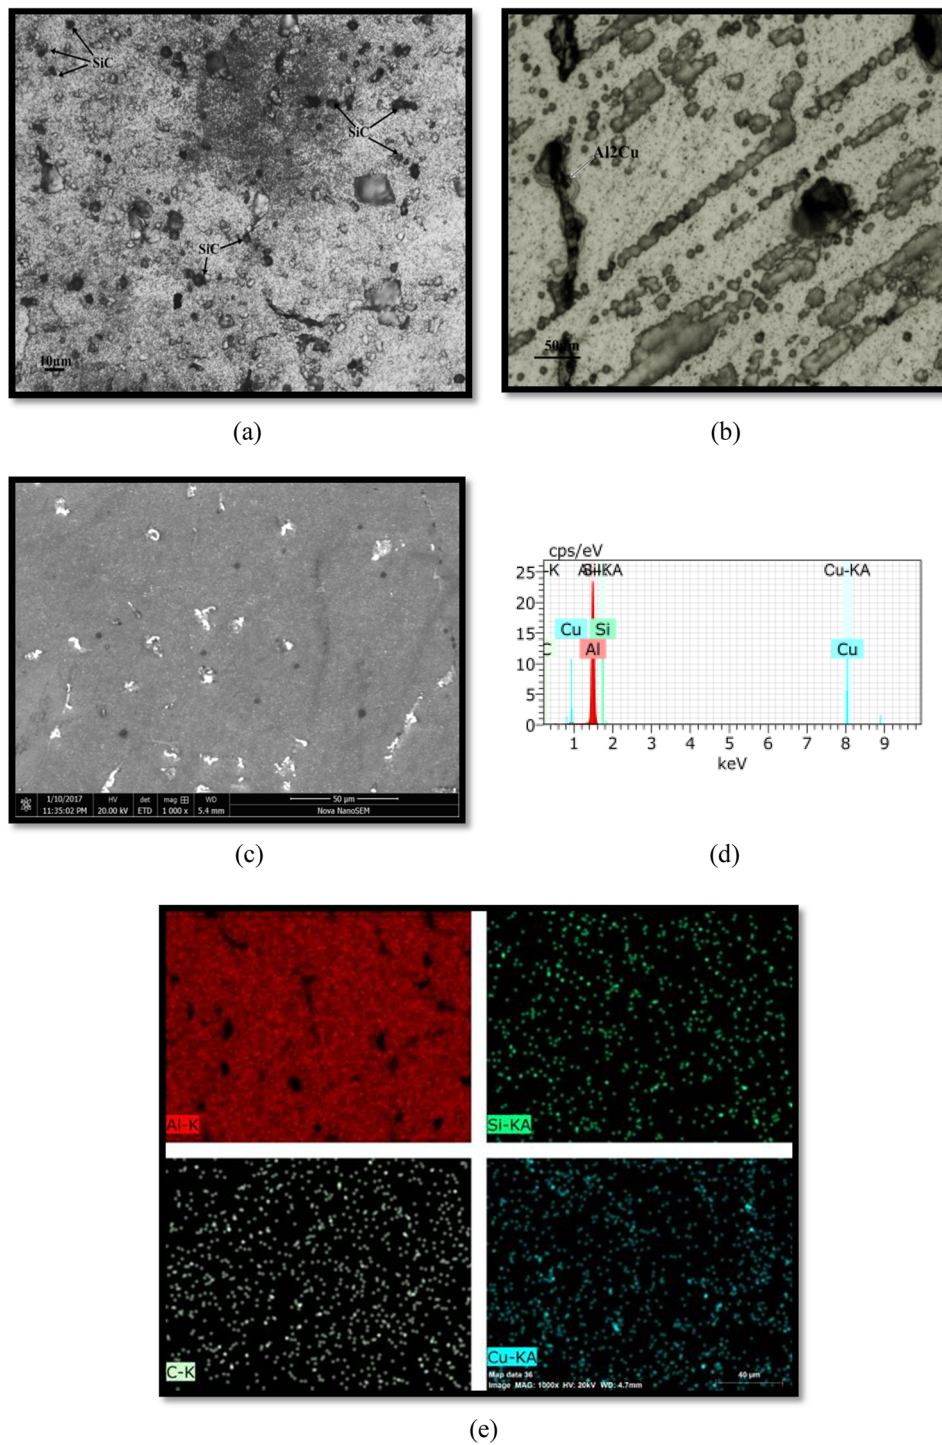 SiC
SiC
SiC
10µm
(a)
Al2Cu
50µm
(b)
1/10/2017 HV det mag WD 50 µm
11:35:02 PM 20.00 kV ETD 1 000 x 5.4 mm Nova NanoSEM
(c)
cps/eV
-K Cu-KA
25
20
15
10
5
0
Cu Si
C Al Cu
1 2 3 4 5 6 7 8 9
keV
(d)
Al-K Si-KA
C-K Cu-KA
Map data 36
Image MAG: 1000x HV: 20kV WD: 4.7mm
40 µm
(e)